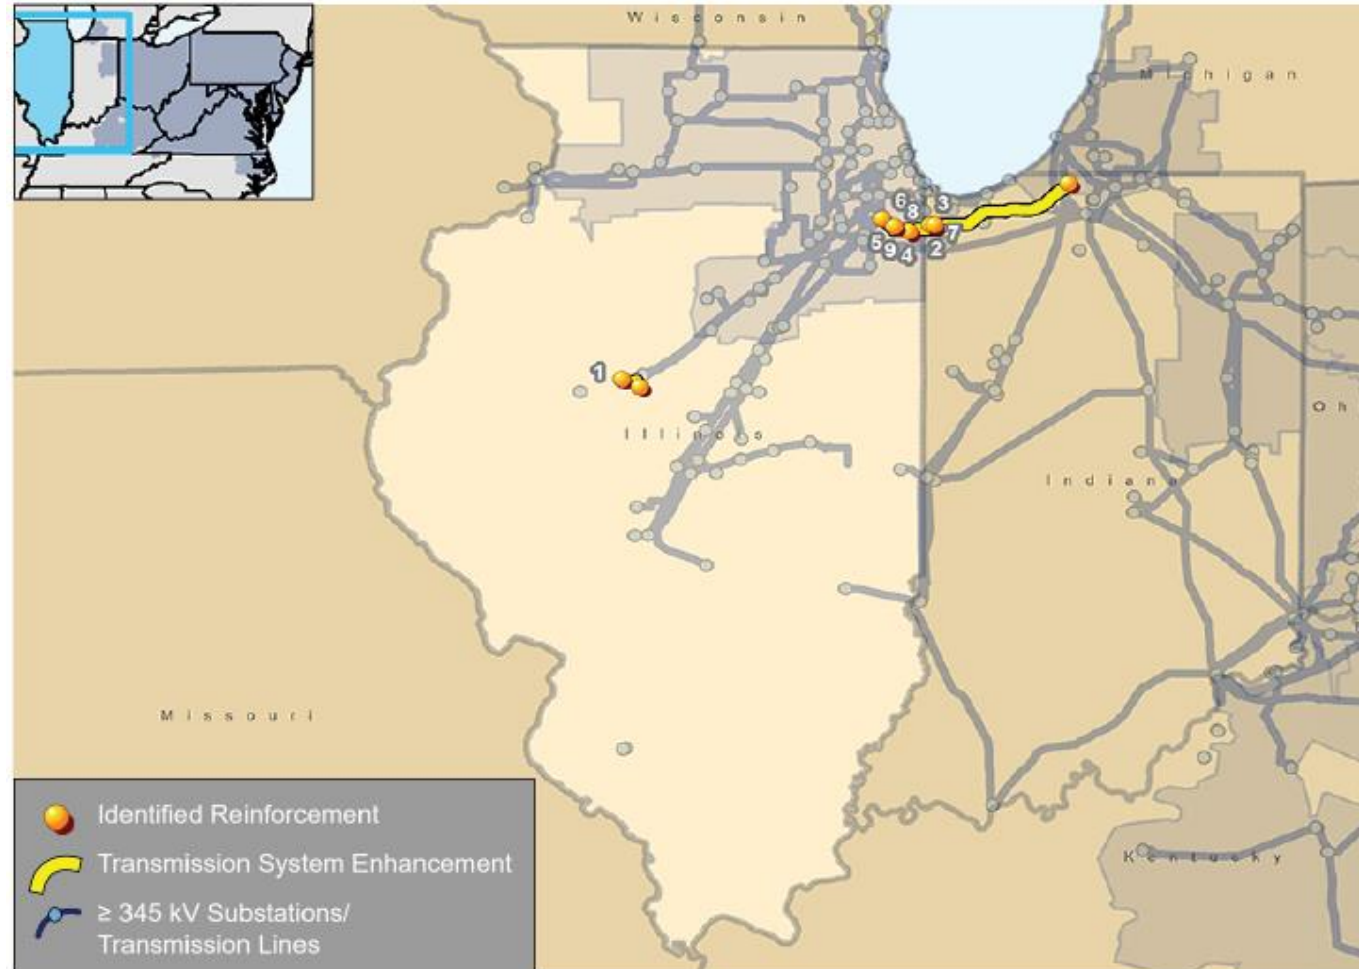 Wisconsin
Michigan
6
8
3
5
9
4
2
7
1
Illinois
Oh
Indiana
Missouri
Kentucky
Identified Reinforcement
Transmission System Enhancement
≥ 345 kV Substations/
Transmission Lines